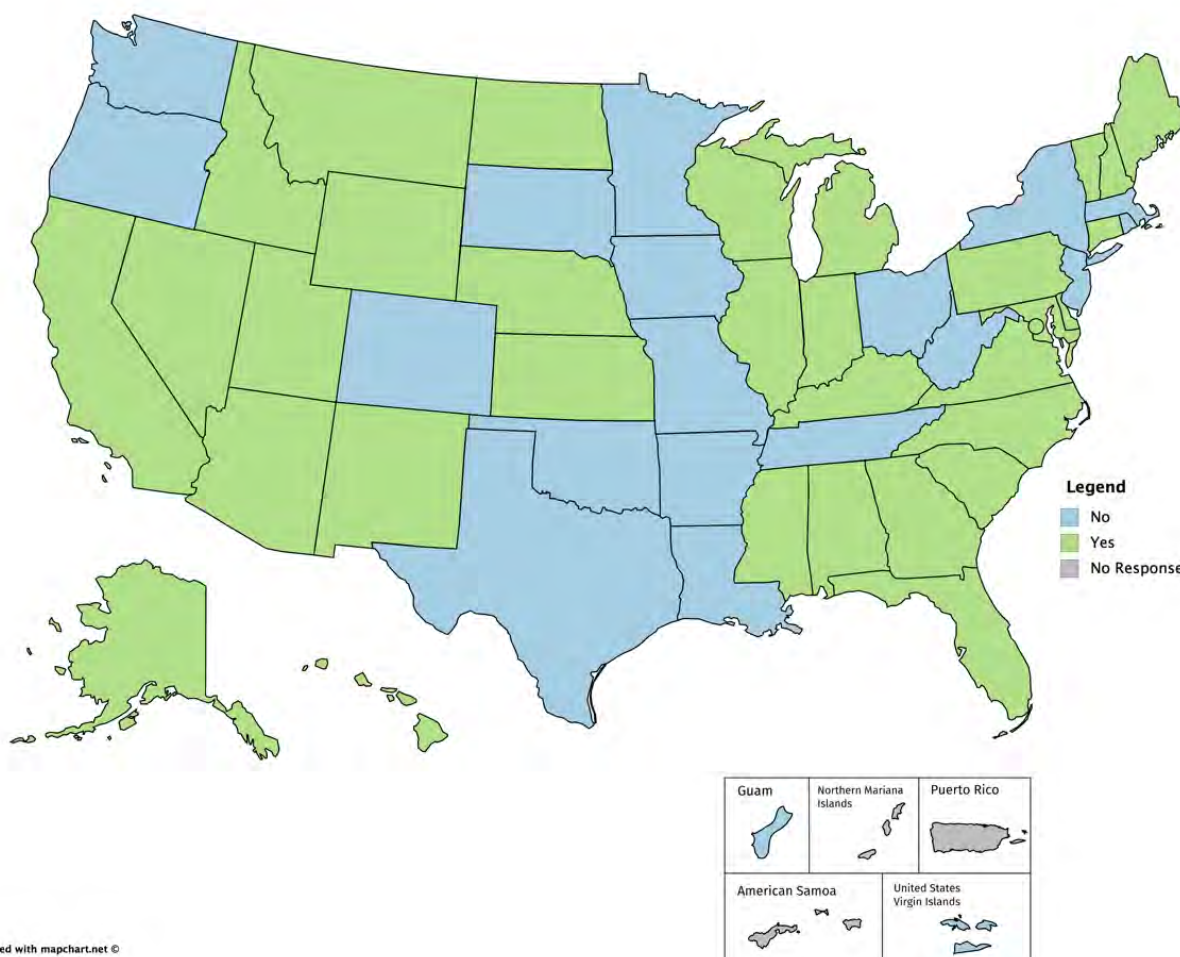 Legend
No
Yes
No Response
Guam
Northern Mariana
Islands
Puerto Rico
American Samoa
United States
Virgin Islands
ed with mapchart.net ©